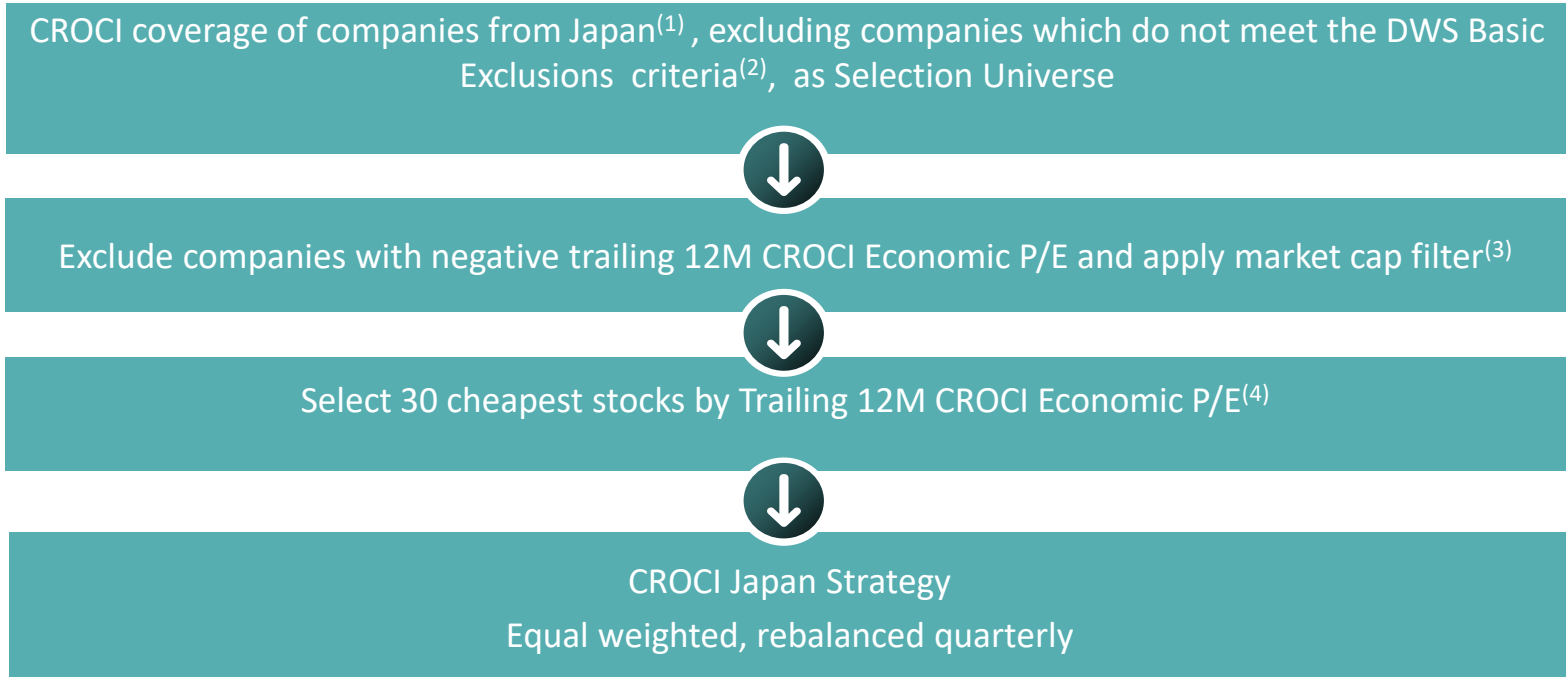 CROCI coverage of companies from Japan(1) , excluding companies which do not meet the DWS Basic
Exclusions criteria(2), as Selection Universe
Exclude companies with negative trailing 12M CROCI Economic P/E and apply market cap filter(3)
Select 30 cheapest stocks by Trailing 12M CROCI Economic P/E(4)
CROCI Japan Strategy
Equal weighted, rebalanced quarterly